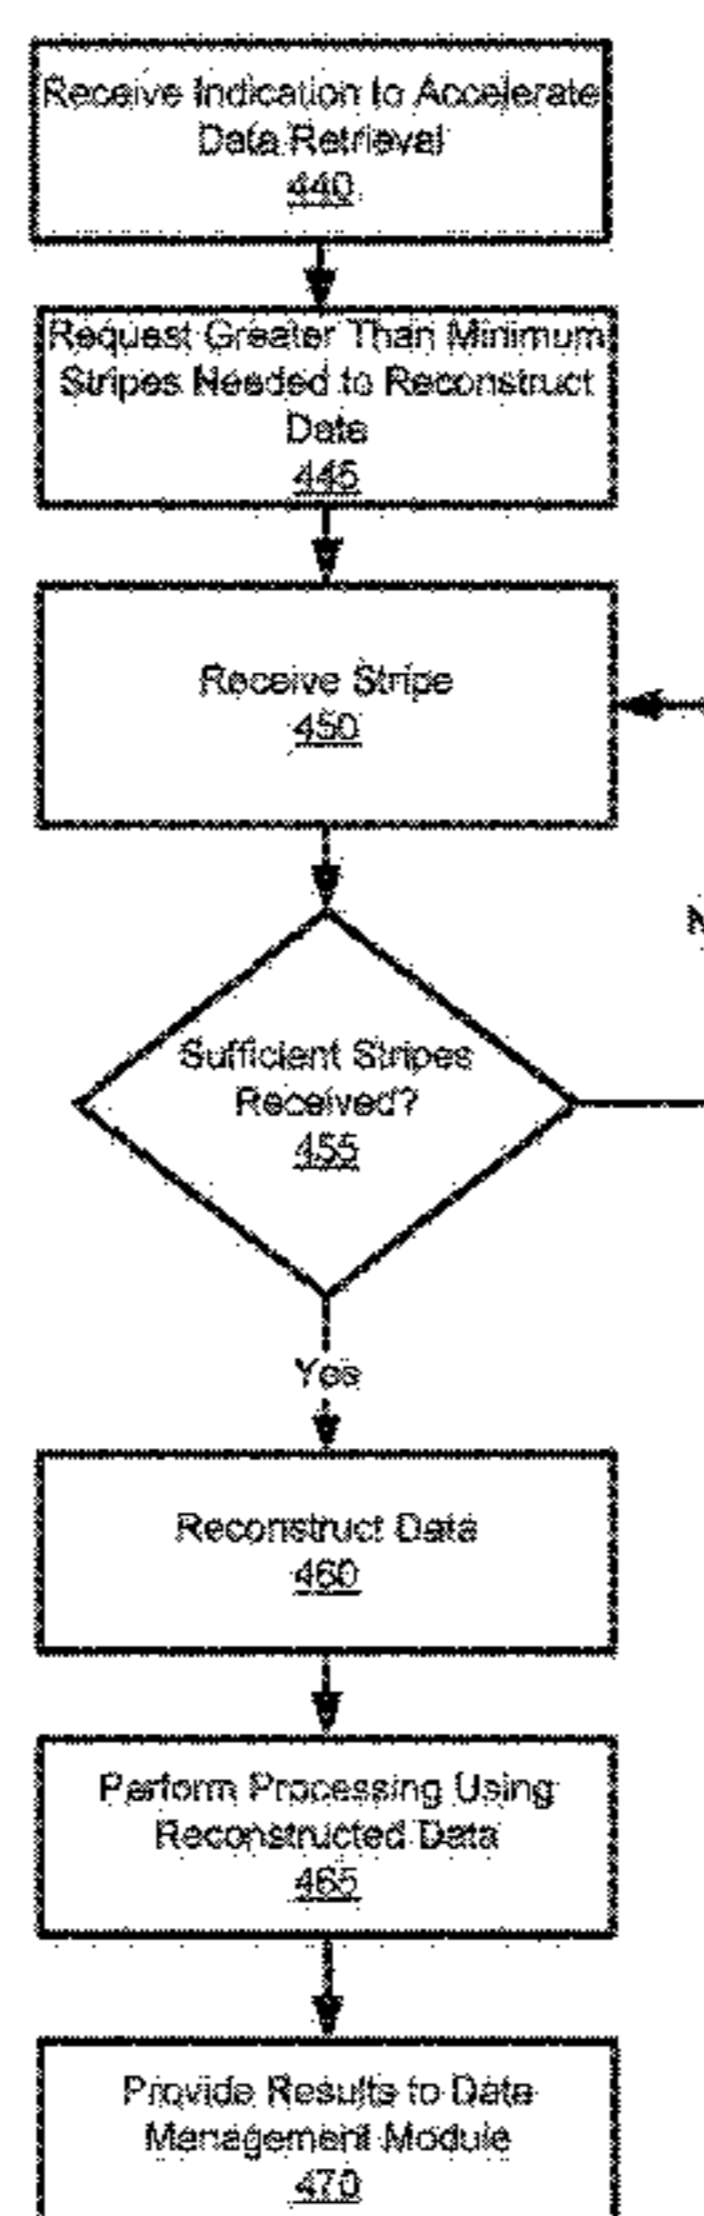 Receive Indication to Accelerate
Data Retrieval
440
Request Greater Than Minimum
Stripes Needed to Reconstruct
Data
445
Receive Stripe
450
Sufficient Stripes
Received?
455
Yes
Reconstruct Data
460
Perform Processing Using
Reconstructed Data
465
Provide Results to Data
Management Module
470